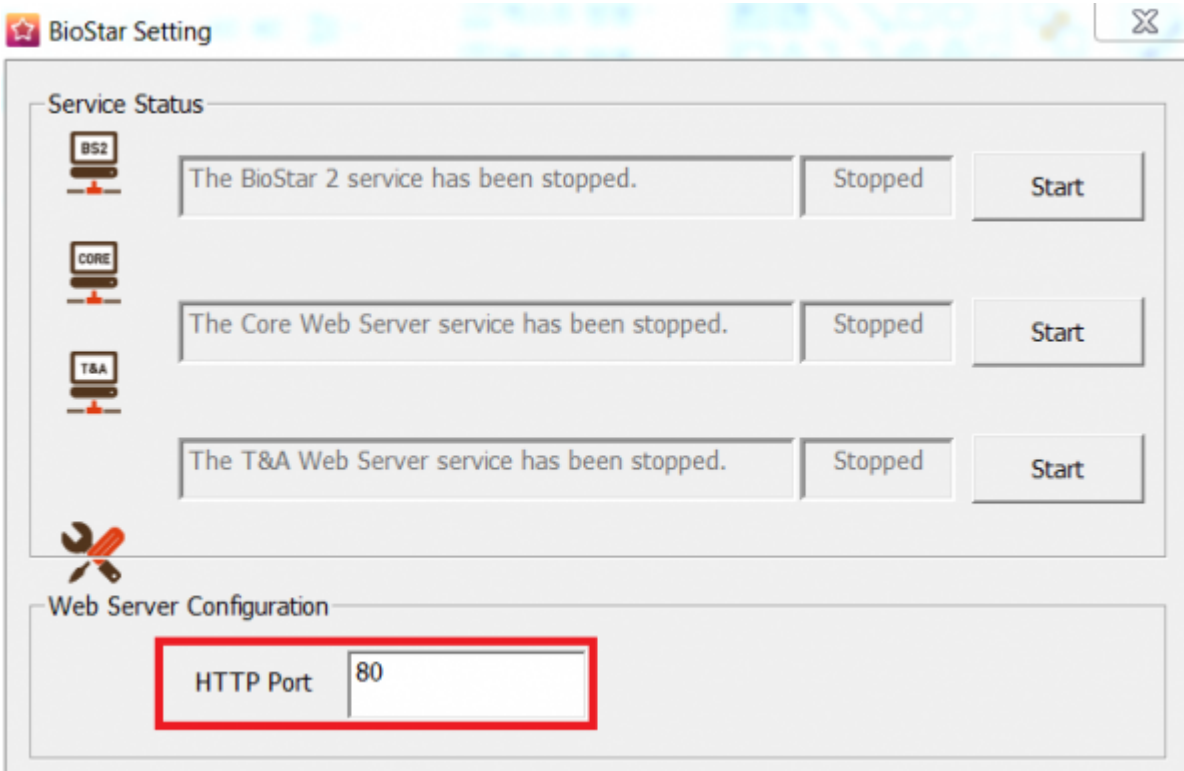 BioStar Setting
Service Status
BS2
The BioStar 2 service has been stopped. Stopped Start
CORE
The Core Web Server service has been stopped. Stopped Start
T&A
The T&A Web Server service has been stopped. Stopped Start
Web Server Configuration
HTTP Port 80